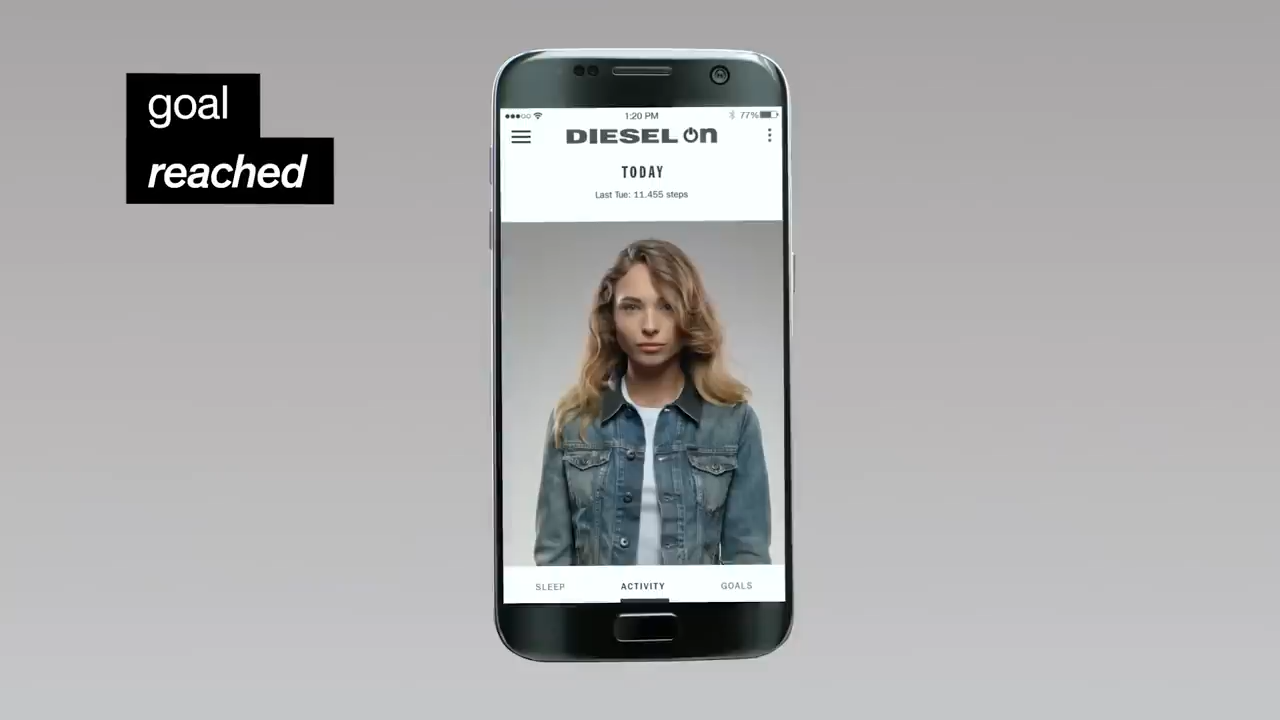 goal
reached
1:20 PM
77%
DIESEL ON
TODAY
Last Tue: 11.455 steps
SLEEP ACTIVITY GOALS